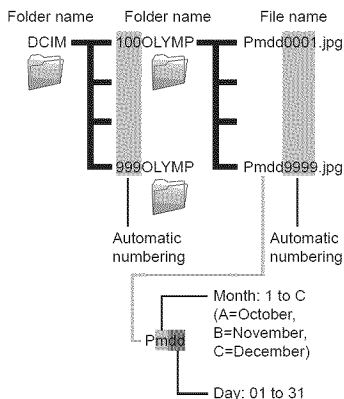 Folder name Folder name File name
DCIM 100OLYMP Pmdd0001.jpg
999OLYMP Pmdd9999.jpg
Automatic numbering
Automatic numbering
Month: 1 to C
(A=October,
B=November,
C=December)
Pmdd
Day: 01 to 31